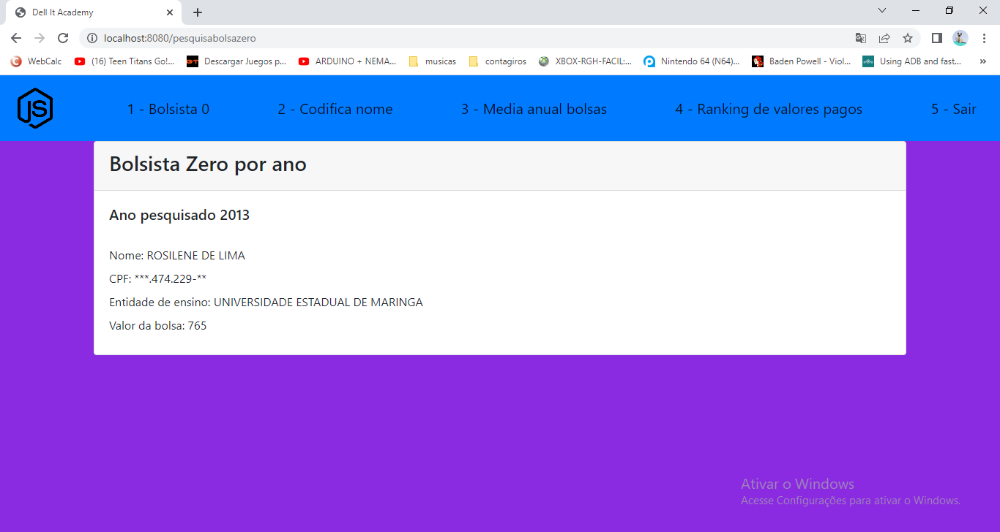 Dell It Academy
localhost:8080/pesquisabolsazero
WebCalc
(16) Teen Titans Go!...
Descargar Juegos p...
ARDUINO + NEMA...
musicas
contagiros
XBOX-RGH-FACIL:...
Nintendo 64 (N64)...
Baden Powell - Viol...
Using ADB and fast...
JS
1 - Bolsista 0
2 - Codifica nome
3 - Media anual bolsas
4 - Ranking de valores pagos
5 - Sair
Bolsista Zero por ano
Ano pesquisado 2013
Nome: ROSILENE DE LIMA
CPF: ***.474.229-**
Entidade de ensino: UNIVERSIDADE ESTADUAL DE MARINGA
Valor da bolsa: 765
Ativar o Windows
Acesse Configurações para ativar o Windows.